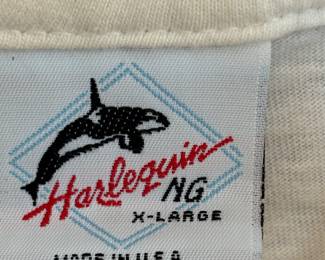 Harlequin
NG
X-LARGE
MADE IN U.S.A